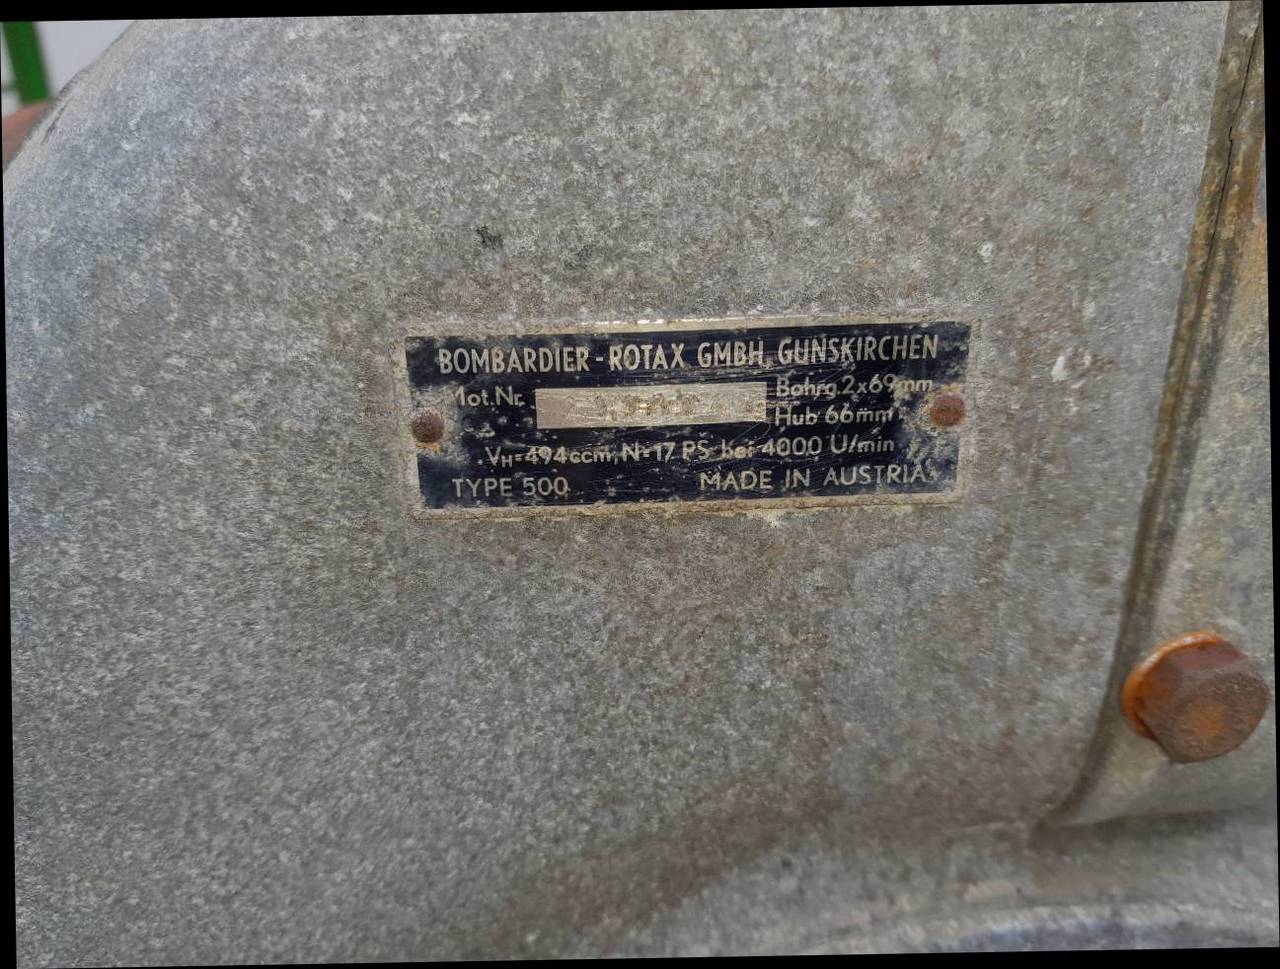 BOMBARDIER-ROTAX GMBH, GUNSKIRCHEN
Mot.Nr. Bohrg. 2x69mm
Hub 66mm
VH=494ccm, N=17 PS bei 4000 U/min
TYPE 500 MADE IN AUSTRIA